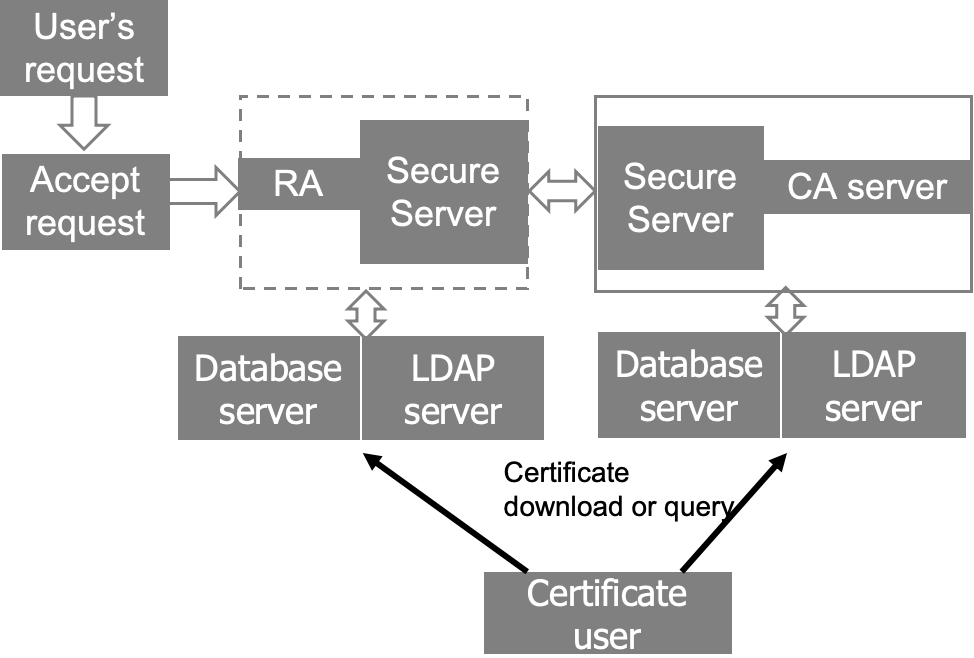 User’s
request
Accept
request
RA
Secure
Server
Secure
Server
CA server
Database
server
LDAP
server
Database
server
LDAP
server
Certificate
download or query
Certificate
user